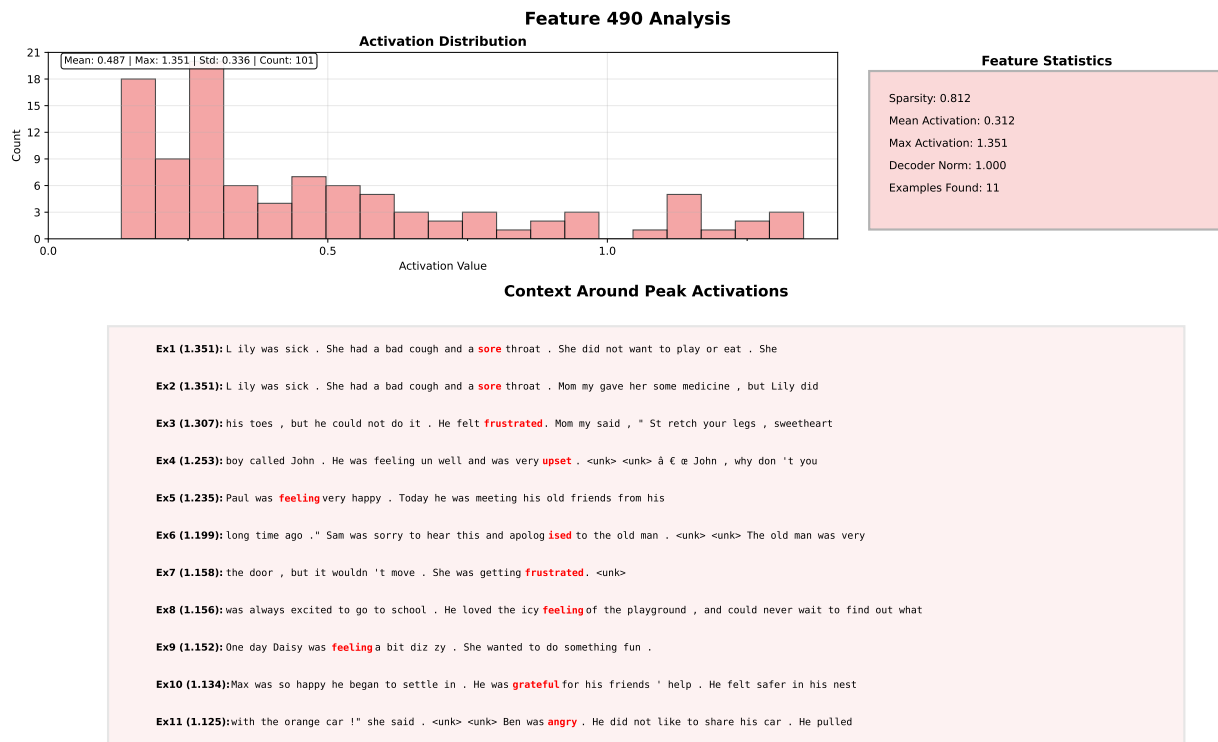 Feature 490 Analysis
Activation Distribution
Mean: 0.487 | Max: 1.351 | Std: 0.336 | Count: 101
21
18
15
12
9
6
3
0
Count
0.0
0.5
1.0
Activation Value
Feature Statistics
Sparsity: 0.812
Mean Activation: 0.312
Max Activation: 1.351
Decoder Norm: 1.000
Examples Found: 11
Context Around Peak Activations
Ex1 (1.351): L ily was sick . She had a bad cough and a sore throat . She did not want to play or eat . She
Ex2 (1.351): L ily was sick . She had a bad cough and a sore throat . Mom my gave her some medicine , but Lily did
Ex3 (1.307): his toes , but he could not do it . He felt frustrated . Mom my said , " St retch your legs , sweetheart
Ex4 (1.253): boy called John . He was feeling un well and was very upset . <unk> <unk> â € œ John , why don 't you
Ex5 (1.235): Paul was feeling very happy . Today he was meeting his old friends from his
Ex6 (1.199): long time ago ." Sam was sorry to hear this and apolog ised to the old man . <unk> <unk> The old man was very
Ex7 (1.158): the door , but it wouldn 't move . She was getting frustrated . <unk>
Ex8 (1.156): was always excited to go to school . He loved the icy feeling of the playground , and could never wait to find out what
Ex9 (1.152): One day Daisy was feeling a bit diz zy . She wanted to do something fun .
Ex10 (1.134): Max was so happy he began to settle in . He was grateful for his friends ' help . He felt safer in his nest
Ex11 (1.125): with the orange car !" she said . <unk> <unk> Ben was angry . He did not like to share his car . He pulled